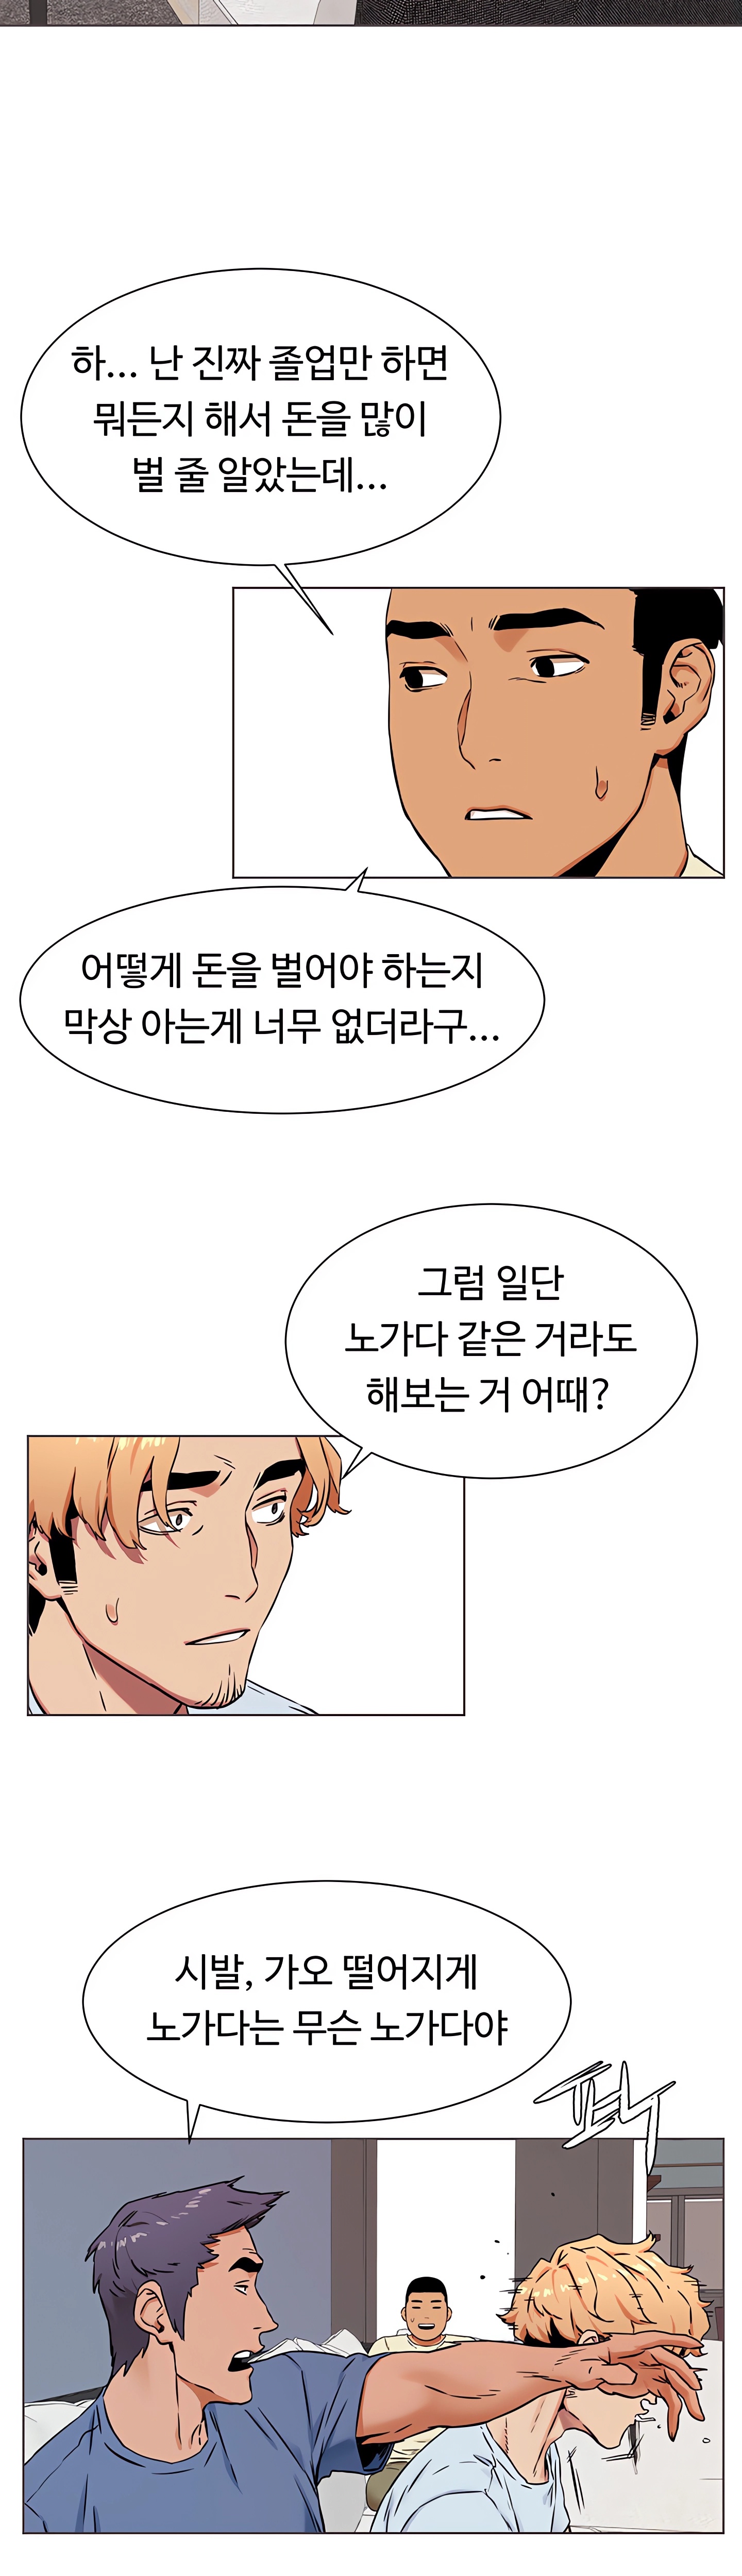 하... 난 진짜 졸업만 하면
뭐든지 해서 돈을 많이
벌 줄 알았는데...
어떻게 돈을 벌어야 하는지
막상 아는게 너무 없더라구...
그럼 일단
노가다 같은 거라도
해보는 거 어때?
시발, 가오 떨어지게
노가다는 무슨 노가다야
퍼억